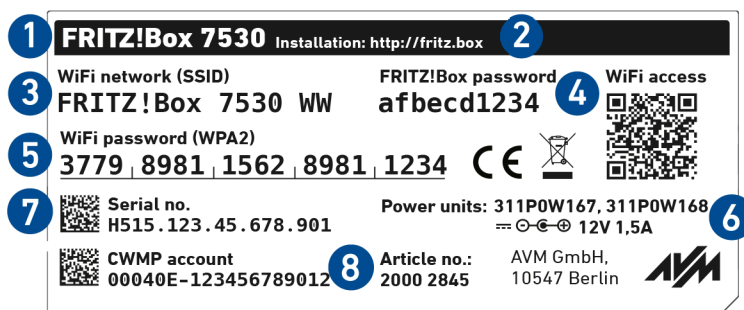 1 FRITZ!Box 7530 Installation: http://fritz.box 2
WiFi network (SSID) FRITZ!Box password WiFi access
3 FRITZ!Box 7530 WW afbecd1234 4
WiFi password (WPA2)
5 3779 8981 1562 8981 1234 CE
7 Serial no. Power units: 311P0W167, 311P0W168
H515.123.45.678.901 12V 1,5A 6
CWMP account 8 Article no.: AVM GmbH,
00040E-123456789012 2000 2845 10547 Berlin AVM